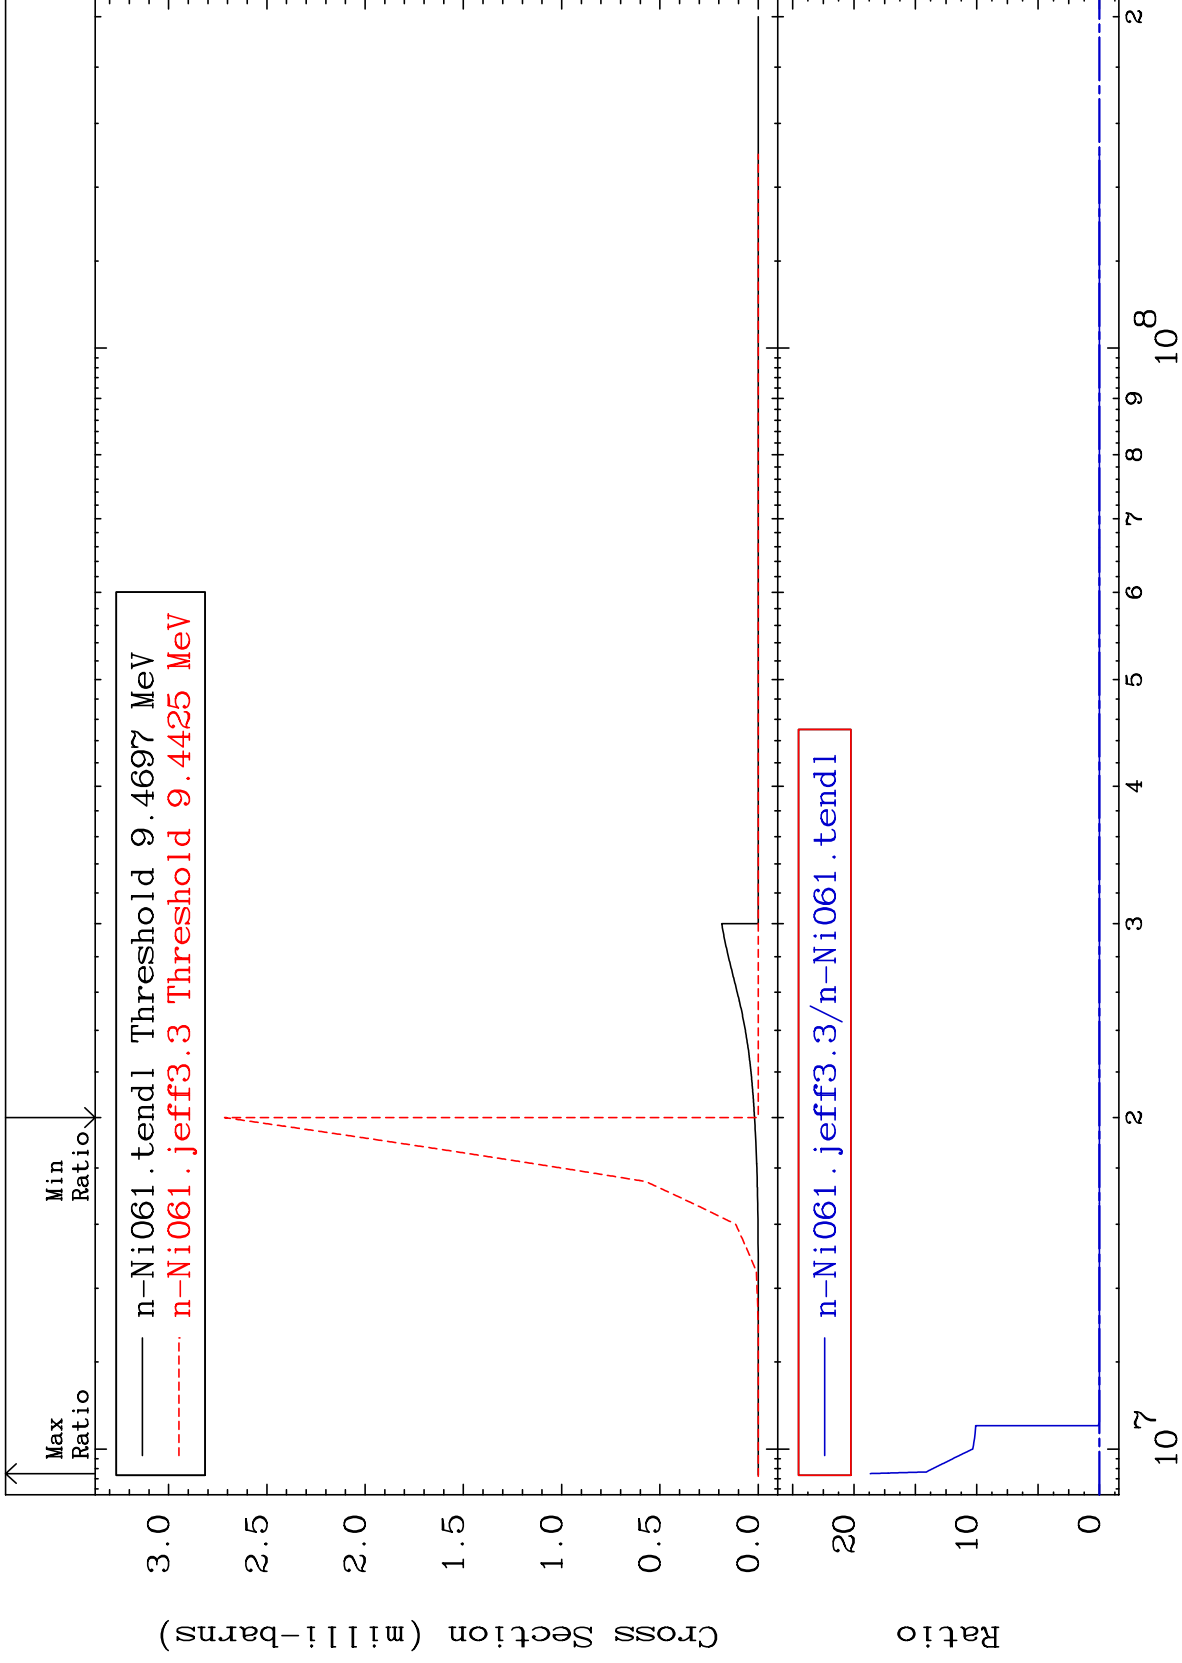 Max
Ratio
Min
Ratio
n-Ni061.tendl Threshold 9.4697 MeV
n-Ni061.jeff3.3 Threshold 9.4425 MeV
Cross Section (milli-barns)
3.0
2.5
2.0
1.5
1.0
0.5
0.0
n-Ni061.jeff3.3/n-Ni061.tendl
Ratio
20
10
0
10^7
2
3
4
5
6
7
8
9
10^8
2